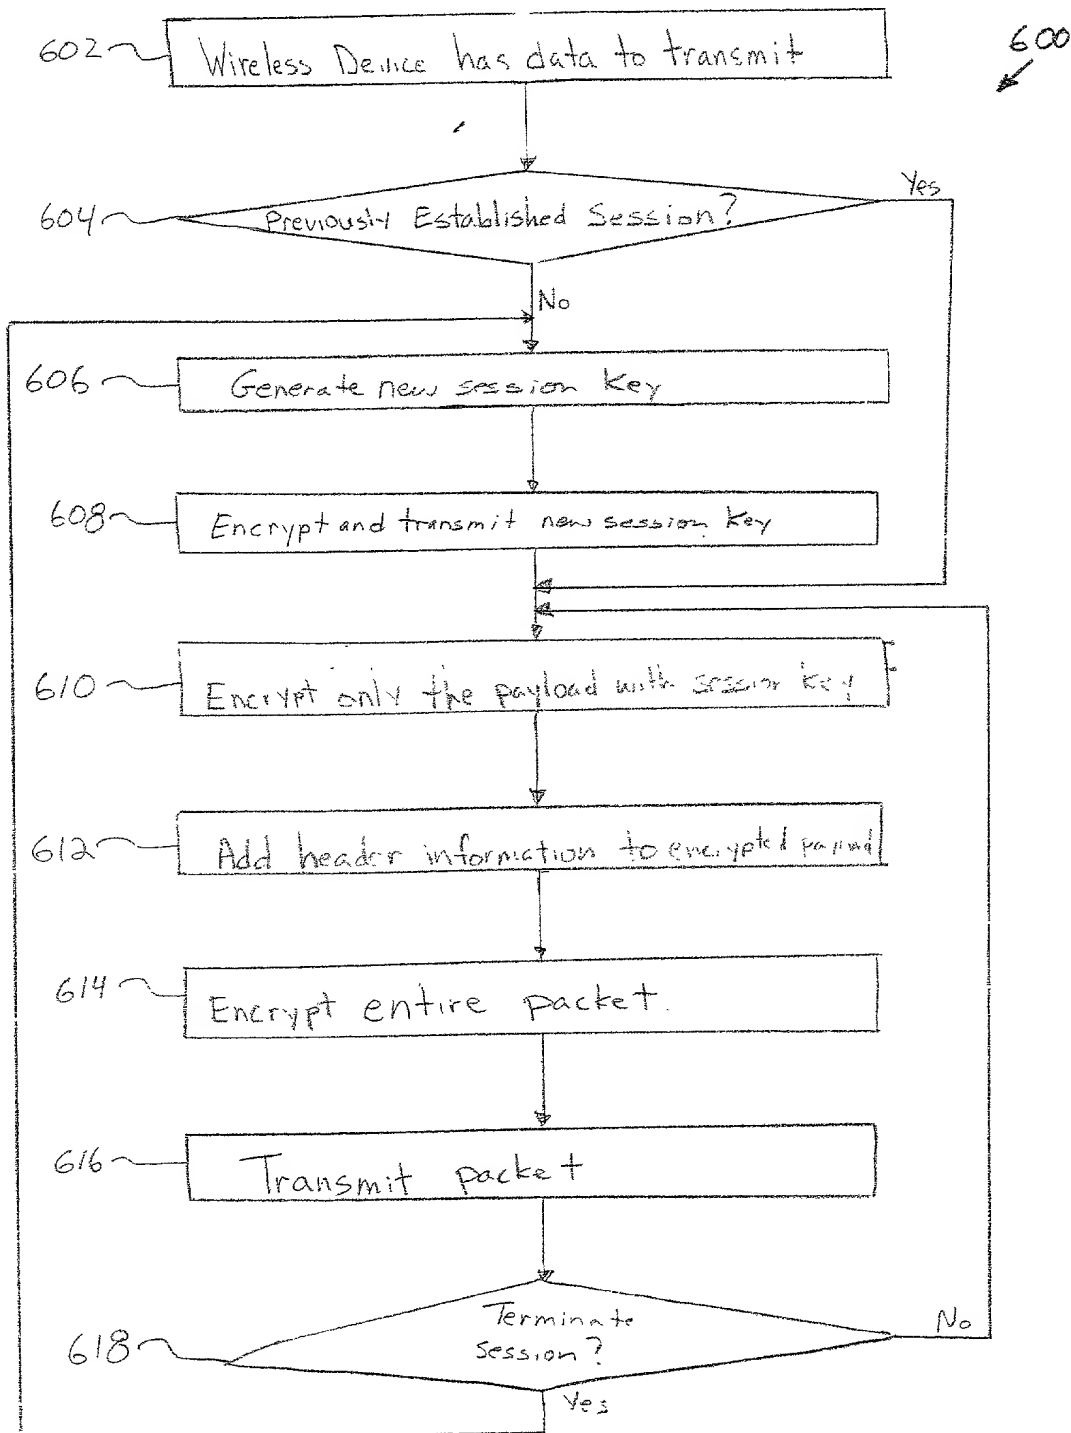 600
602 Wireless Device has data to transmit
604 Previously Established Session?
Yes
No
606 Generate new session key
608 Encrypt and transmit new session key
610 Encrypt only the payload with session key
612 Add header information to encrypted payload
614 Encrypt entire packet.
616 Transmit packet
618 Terminate
session?
No
Yes